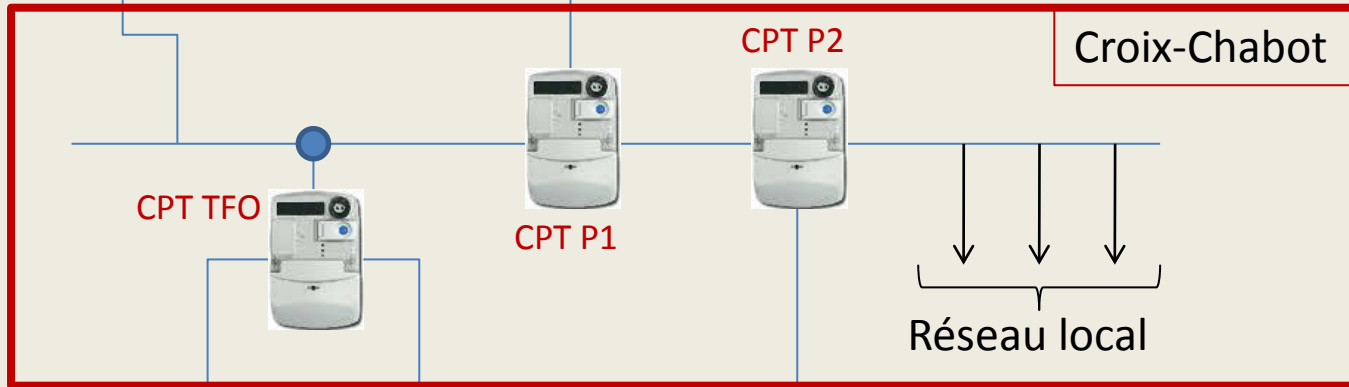 CPT P2
Croix-Chabot
CPT TFO
CPT P1
Réseau local